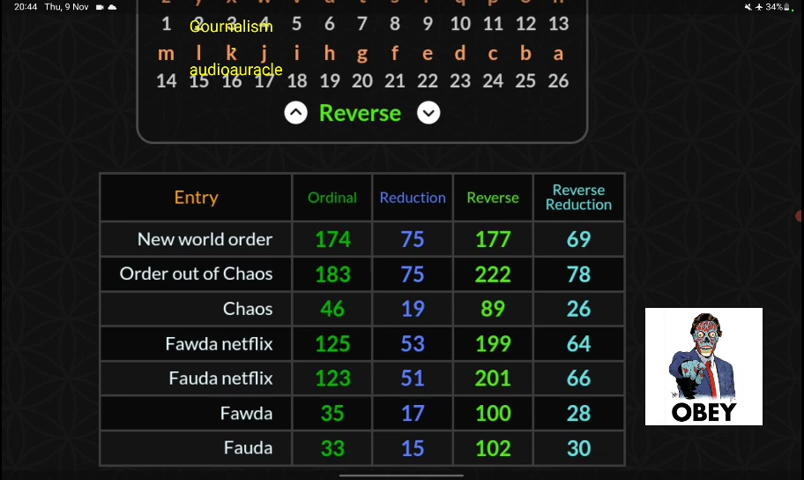 20:44 Thu, 9 Nov 34%
z y x w v u t s r q p o n
1 2 3 4 5 6 7 8 9 10 11 12 13
Gournalism
m l k j i h g f e d c b a
audioauracle
14 15 16 17 18 19 20 21 22 23 24 25 26
Reverse
Entry Ordinal Reduction Reverse Reverse Reduction
New world order 174 75 177 69
Order out of Chaos 183 75 222 78
Chaos 46 19 89 26
Fawda netflix 125 53 199 64
Fauda netflix 123 51 201 66
Fawda 35 17 100 28
Fauda 33 15 102 30
OBEY